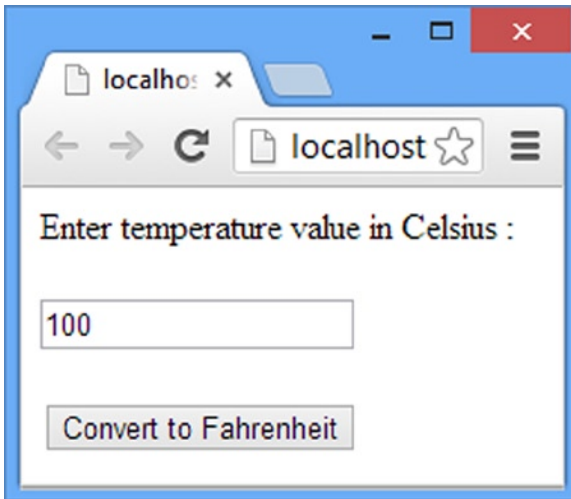 localhos
localhost
Enter temperature value in Celsius :
100
Convert to Fahrenheit